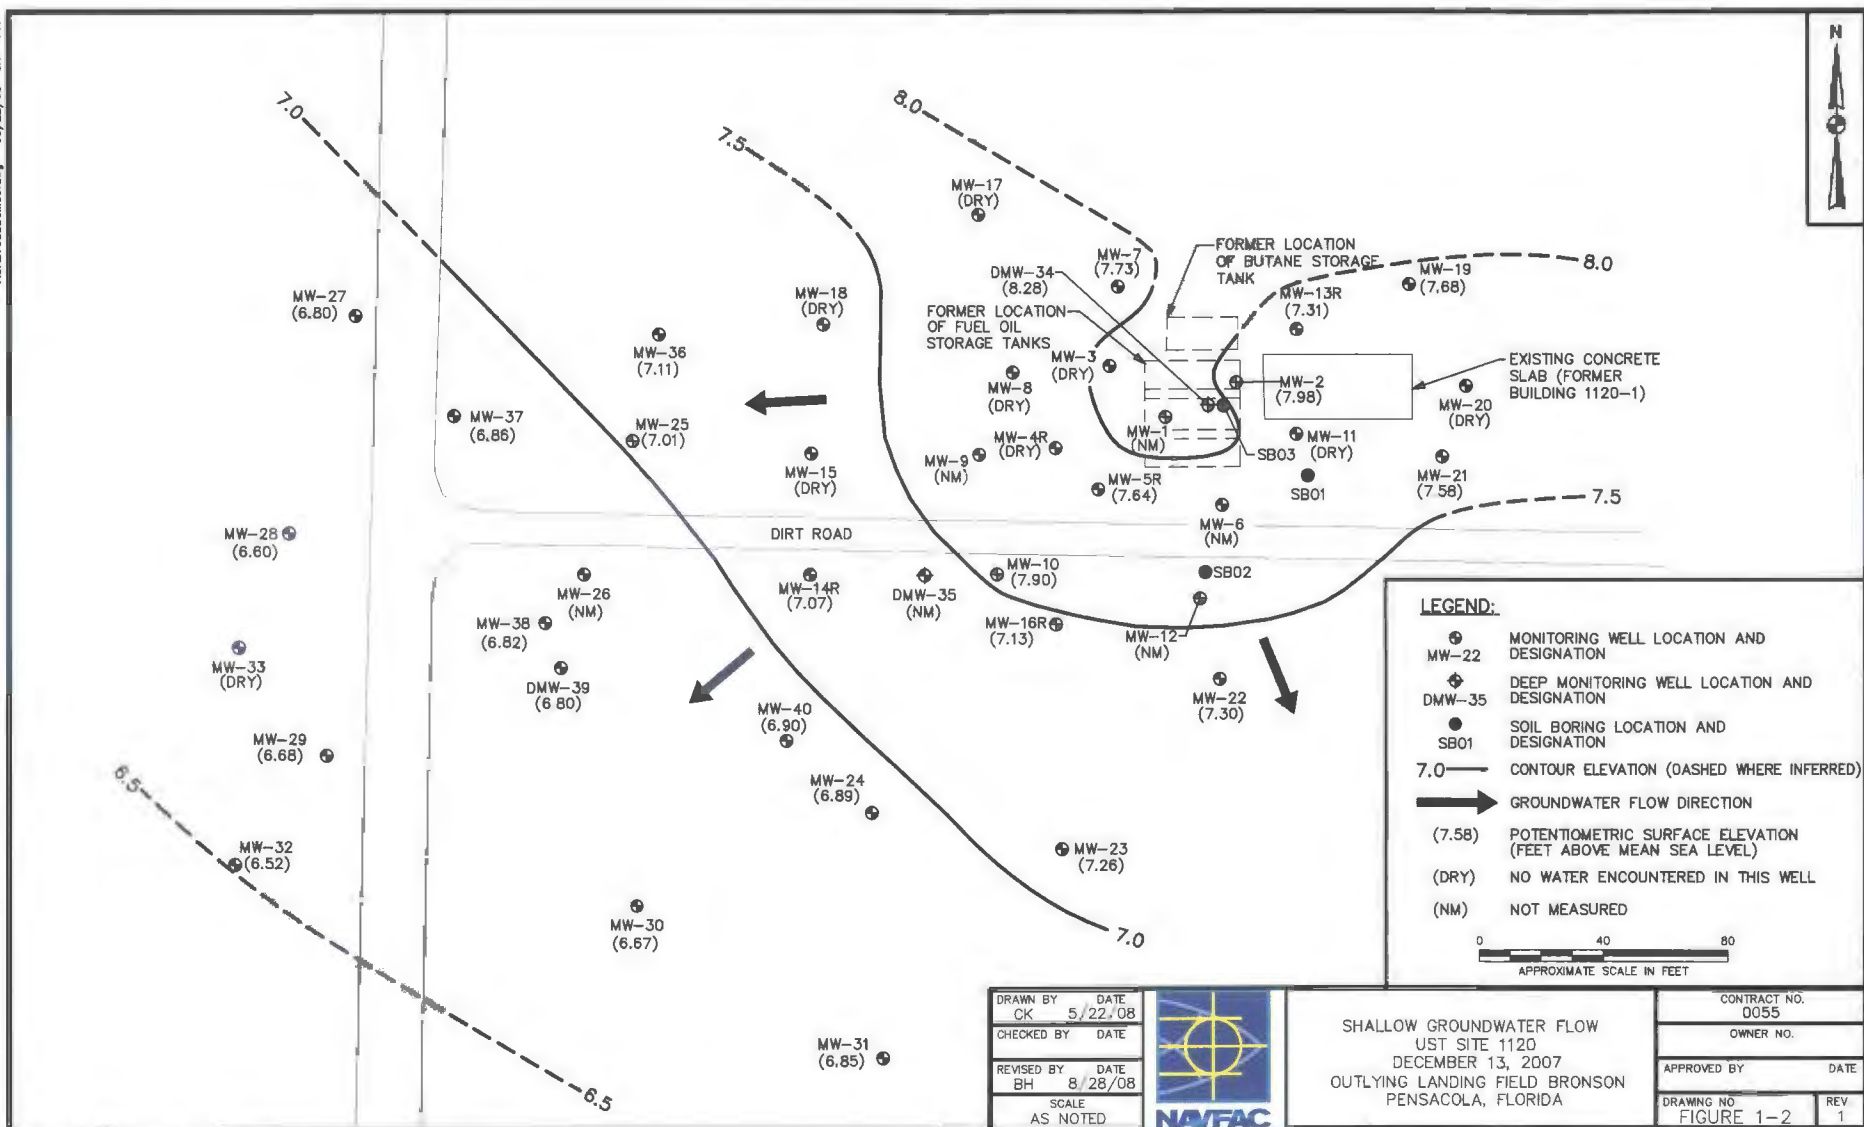 N
7.0
7.5
8.0
MW-17
(DRY)
FORMER LOCATION
OF BUTANE STORAGE
TANK
MW-7
(7.73)
DMW-34
(8.28)
8.0
MW-19
(7.68)
MW-13R
(7.31)
MW-27
(6.80)
MW-18
(DRY)
FORMER LOCATION
OF FUEL OIL
STORAGE TANKS
MW-36
(7.11)
MW-3
(DRY)
MW-8
(DRY)
MW-2
(7.98)
EXISTING CONCRETE
SLAB (FORMER
BUILDING 1120-1)
MW-20
(DRY)
MW-37
(6.86)
MW-25
(7.01)
MW-1
(NM)
MW-4R
(DRY)
MW-11
(DRY)
MW-15
(DRY)
MW-9
(NM)
SB03
MW-5R
(7.64)
SB01
MW-21
(7.58)
7.5
MW-6
(NM)
MW-28
(6.60)
DIRT ROAD
MW-10
(7.90)
SB02
MW-26
(NM)
MW-14R
(7.07)
DMW-35
(NM)
MW-38
(6.82)
MW-16R
(7.13)
MW-12
(NM)
MW-33
(DRY)
DMW-39
(6 80)
MW-22
(7.30)
MW-40
(6.90)
MW-29
(6.68)
6.5
MW-24
(6.89)
MW-32
(6.52)
MW-23
(7.26)
MW-30
(6.67)
7.0
MW-31
(6.85)
6.5
LEGEND:
MW-22
MONITORING WELL LOCATION AND
DESIGNATION
DMW-35
DEEP MONITORING WELL LOCATION AND
DESIGNATION
SB01
SOIL BORING LOCATION AND
DESIGNATION
7.0
CONTOUR ELEVATION (DASHED WHERE INFERRED)
GROUNDWATER FLOW DIRECTION
(7.58)
POTENTIOMETRIC SURFACE ELEVATION
(FEET ABOVE MEAN SEA LEVEL)
(DRY)
NO WATER ENCOUNTERED IN THIS WELL
(NM)
NOT MEASURED
0 40 80
APPROXIMATE SCALE IN FEET
DRAWN BY DATE
CK 5/22/08
CHECKED BY DATE
REVISED BY DATE
BH 8/28/08
SCALE
AS NOTED
NAVFAC
SHALLOW GROUNDWATER FLOW
UST SITE 1120
DECEMBER 13, 2007
OUTLYING LANDING FIELD BRONSON
PENSACOLA, FLORIDA
CONTRACT NO.
0055
OWNER NO.
APPROVED BY DATE
DRAWING NO
FIGURE 1-2
REV
1